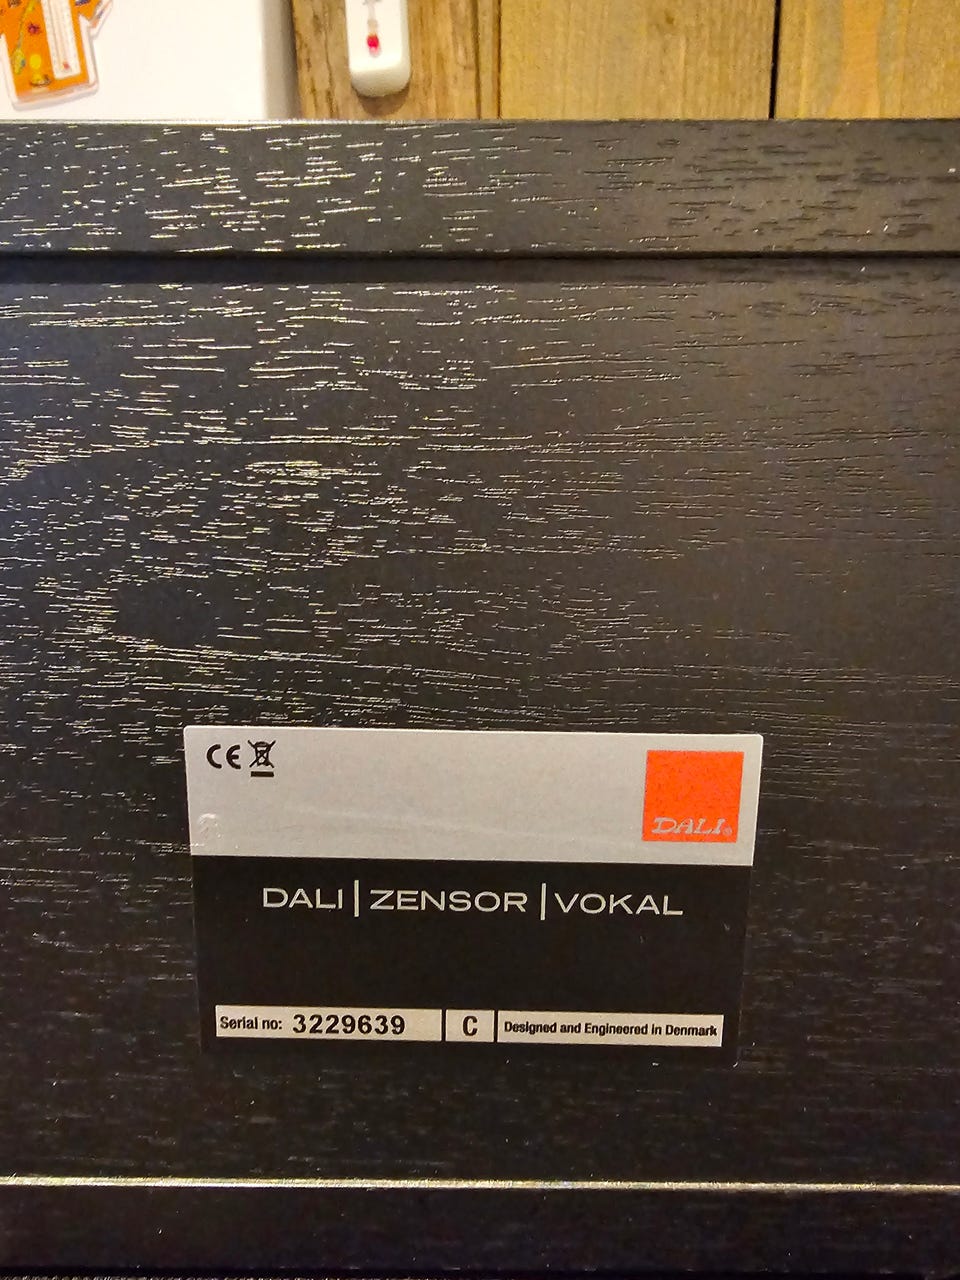 CE
DALI®
DALI | ZENSOR | VOKAL
Serial no: 3229639 C Designed and Engineered in Denmark